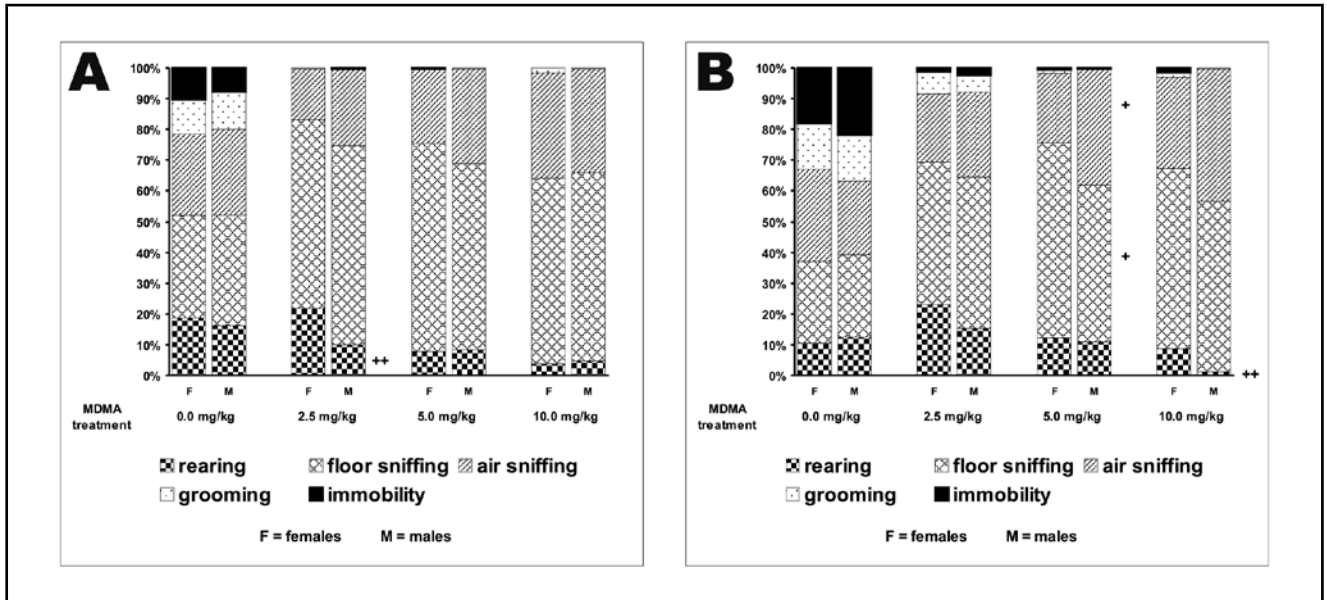 A
100%
90%
80%
70%
60%
50%
40%
30%
20%
10%
0%
++
F M F M F M F M
MDMA treatment 0.0 mg/kg 2.5 mg/kg 5.0 mg/kg 10.0 mg/kg
rearing floor sniffing air sniffing
grooming immobility
F = females M = males
B
100%
90%
80%
70%
60%
50%
40%
30%
20%
10%
0%
+
+
++
F M F M F M F M
MDMA treatment 0.0 mg/kg 2.5 mg/kg 5.0 mg/kg 10.0 mg/kg
rearing floor sniffing air sniffing
grooming immobility
F = females M = males